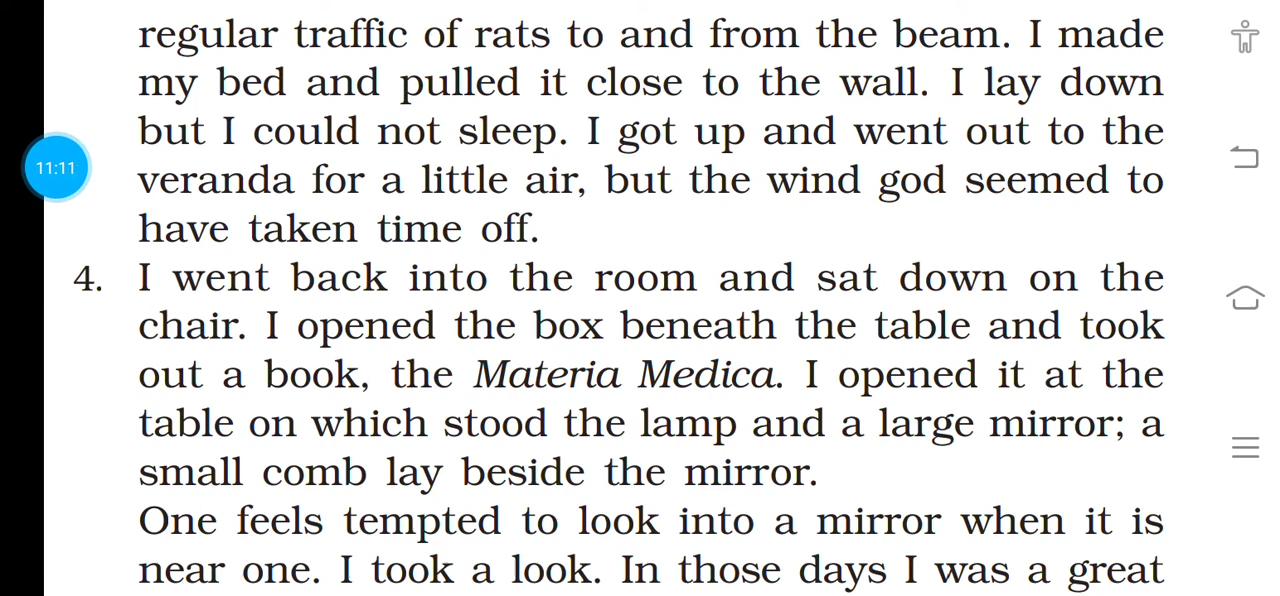 regular traffic of rats to and from the beam. I made
my bed and pulled it close to the wall. I lay down
but I could not sleep. I got up and went out to the
11:11
veranda for a little air, but the wind god seemed to
have taken time off.
4. I went back into the room and sat down on the
chair. I opened the box beneath the table and took
out a book, the Materia Medica. I opened it at the
table on which stood the lamp and a large mirror; a
small comb lay beside the mirror.
One feels tempted to look into a mirror when it is
near one. I took a look. In those days I was a great